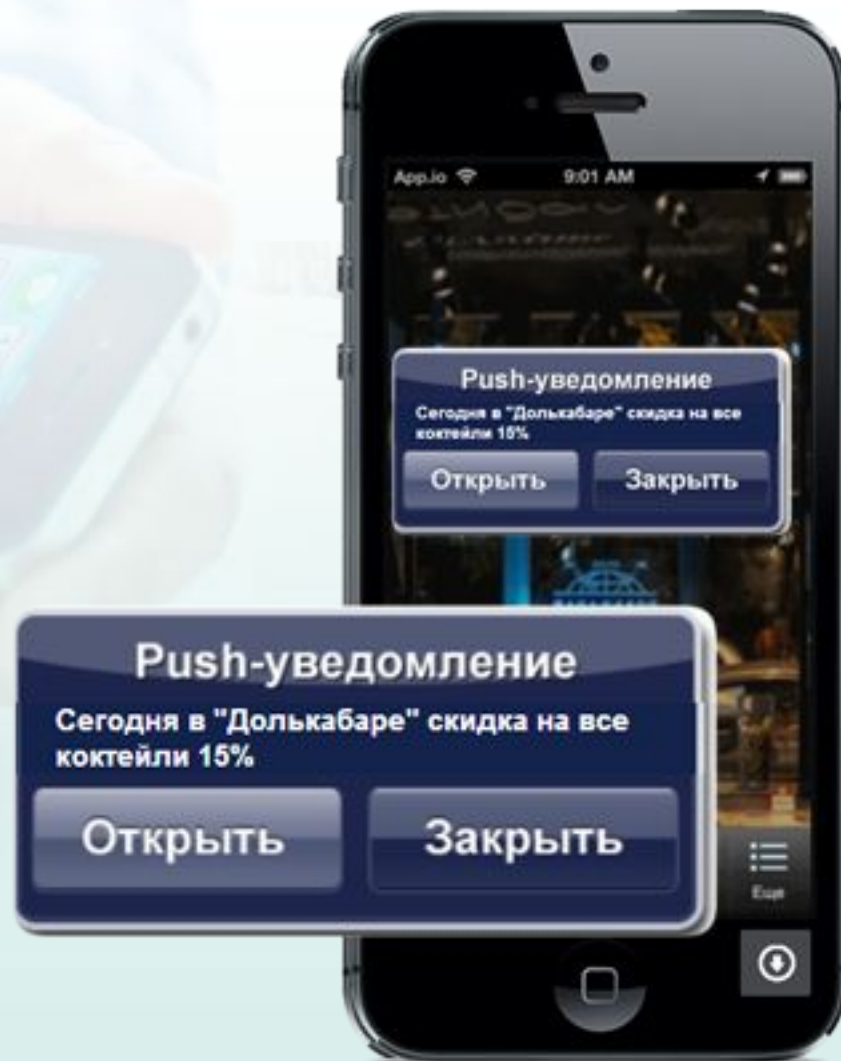 App.io 9:01 AM
Push-уведомление
Сегодня в "Долькабаре" скидка на все
коктейли 15%
Открыть Закрыть
Push-уведомление
Сегодня в "Долькабаре" скидка на все
коктейли 15%
Открыть Закрыть
Еще